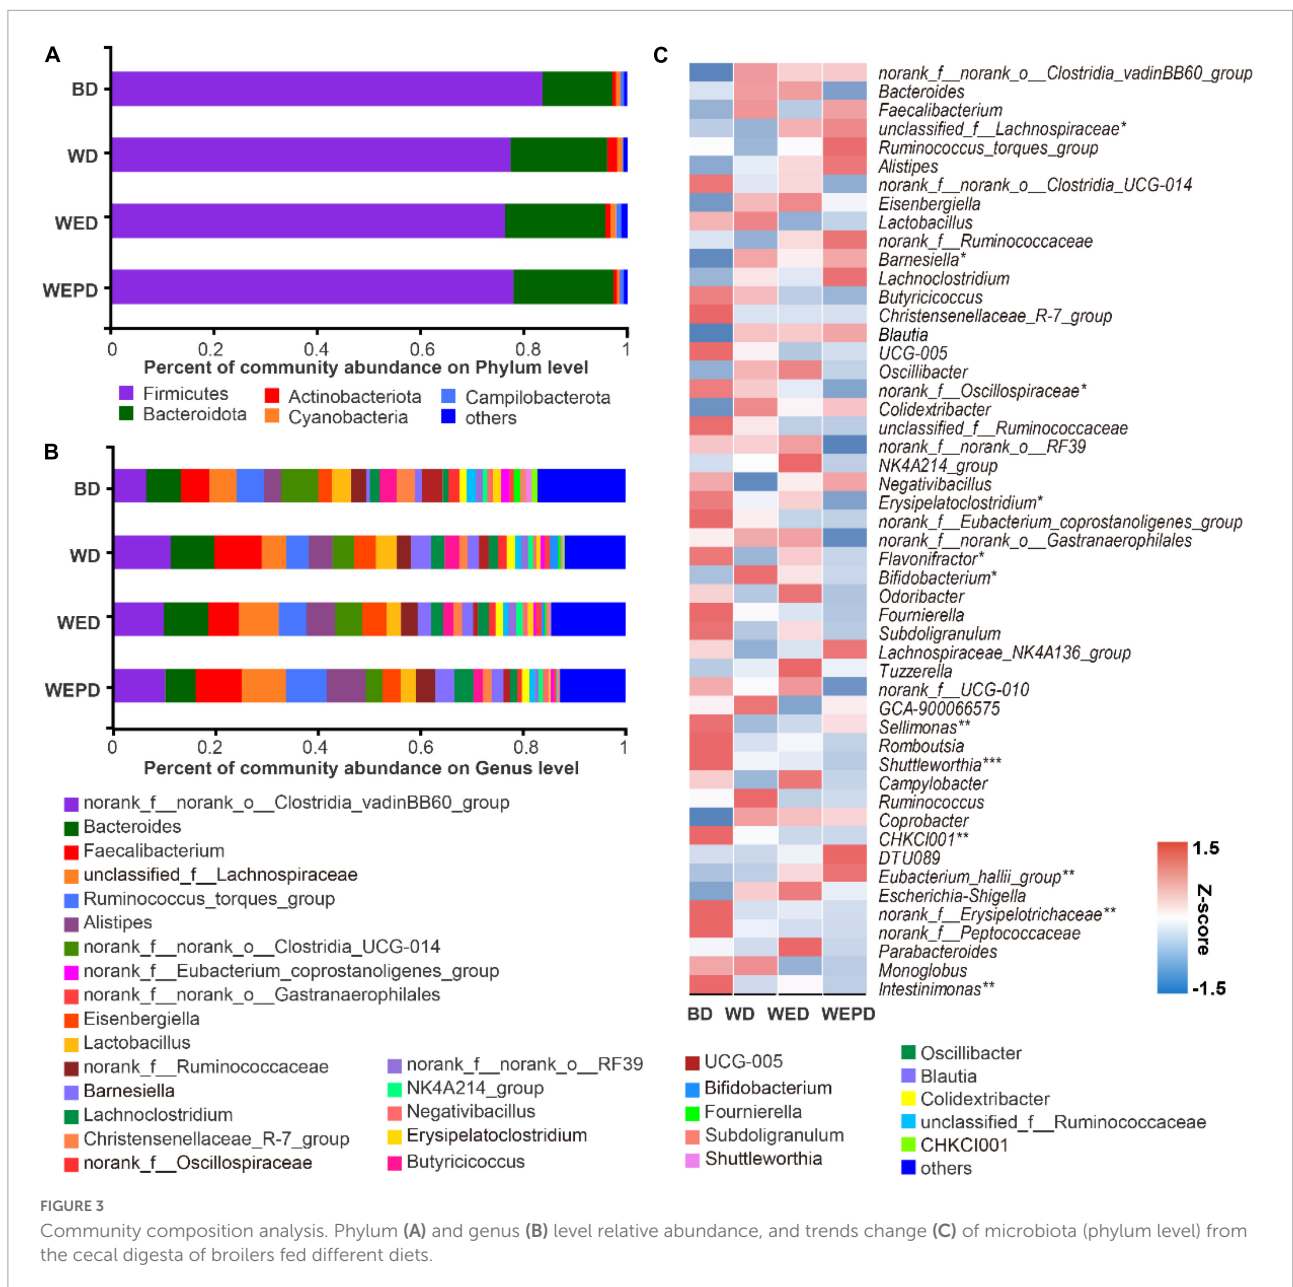 A
BD
WD
WED
WEPD
0 0.2 0.4 0.6 0.8 1
Percent of community abundance on Phylum level
Firmicutes Actinobacteriota Campilobacterota
Bacteroidota Cyanobacteria others
B
BD
WD
WED
WEPD
0 0.2 0.4 0.6 0.8 1
Percent of community abundance on Genus level
norank_f__norank_o__Clostridia_vadinBB60_group
Bacteroides
Faecalibacterium
unclassified_f__Lachnospiraceae
Ruminococcus_torques_group
Alistipes
norank_f__norank_o__Clostridia_UCG-014
norank_f__Eubacterium_coprostanoligenes_group
norank_f__norank_o__Gastranaerophilales
Eisenbergiella
Lactobacillus
norank_f__Ruminococcaceae
Barnesiella
Lachnoclostridium
Christensenellaceae_R-7_group
norank_f__Oscillospiraceae
norank_f__norank_o__RF39
NK4A214_group
Negativibacillus
Erysipelatoclostridium
Butyricicoccus
UCG-005
Bifidobacterium
Fournierella
Subdoligranulum
Shuttleworthia
Oscillibacter
Blautia
Colidextribacter
unclassified_f__Ruminococcaceae
CHKCI001
others
C
norank_f__norank_o__Clostridia_vadinBB60_group
Bacteroides
Faecalibacterium
unclassified_f__Lachnospiraceae*
Ruminococcus_torques_group
Alistipes
norank_f__norank_o__Clostridia_UCG-014
Eisenbergiella
Lactobacillus
norank_f__Ruminococcaceae
Barnesiella*
Lachnoclostridium
Butyricicoccus
Christensenellaceae_R-7_group
Blautia
UCG-005
Oscillibacter
norank_f__Oscillospiraceae*
Colidextribacter
unclassified_f__Ruminococcaceae
norank_f__norank_o__RF39
NK4A214_group
Negativibacillus
Erysipelatoclostridium*
norank_f__Eubacterium_coprostanoligenes_group
norank_f__norank_o__Gastranaerophilales
Flavonifractor*
Bifidobacterium*
Odoribacter
Fournierella
Subdoligranulum
Lachnospiraceae_NK4A136_group
Tuzzerella
norank_f__UCG-010
GCA-900066575
Sellimonas**
Romboutsia
Shuttleworthia***
Campylobacter
Ruminococcus
Coprobacter
CHKCI001**
DTU089
Eubacterium_hallii_group**
Escherichia-Shigella
norank_f__Erysipelotrichaceae**
norank_f__Peptococcaceae
Parabacteroides
Monoglobus
Intestinimonas**
BD WD WED WEPD
1.5
Z-score
-1.5
FIGURE 3
Community composition analysis. Phylum (A) and genus (B) level relative abundance, and trends change (C) of microbiota (phylum level) from
the cecal digesta of broilers fed different diets.